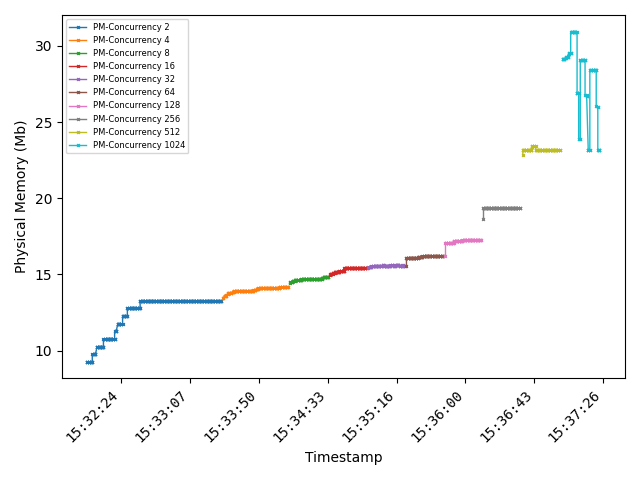 PM-Concurrency 2
PM-Concurrency 4
PM-Concurrency 8
PM-Concurrency 16
PM-Concurrency 32
PM-Concurrency 64
PM-Concurrency 128
PM-Concurrency 256
PM-Concurrency 512
PM-Concurrency 1024
Physical Memory (Mb)
30
25
20
15
10
15:32:24
15:33:07
15:33:50
15:34:33
15:35:16
15:36:00
15:36:43
15:37:26
Timestamp